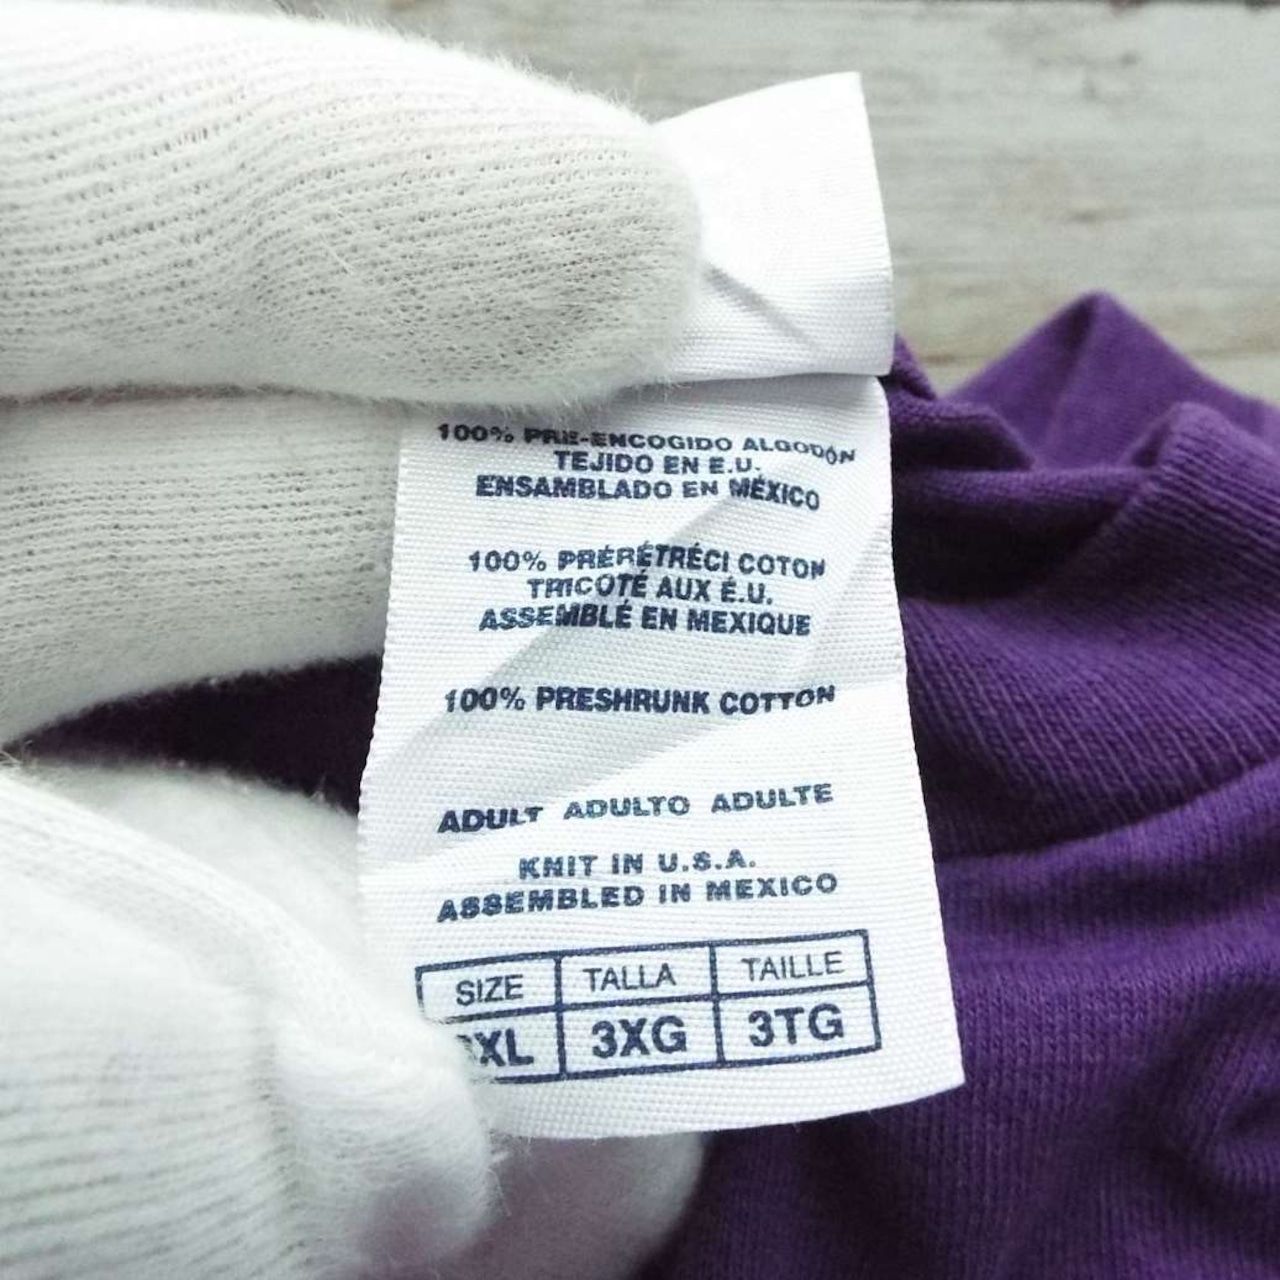 100% PRE-ENCOGIDO ALGODÓN
TEJIDO EN E.U.
ENSAMBLADO EN MÉXICO
100% PRÉRÉTRÉCI COTON
TRICOTÉ AUX É.U.
ASSEMBLÉ EN MEXIQUE
100% PRESHRUNK COTTON
ADULT ADULTO ADULTE
KNIT IN U.S.A.
ASSEMBLED IN MEXICO
SIZE TALLA TAILLE
3XG 3TG